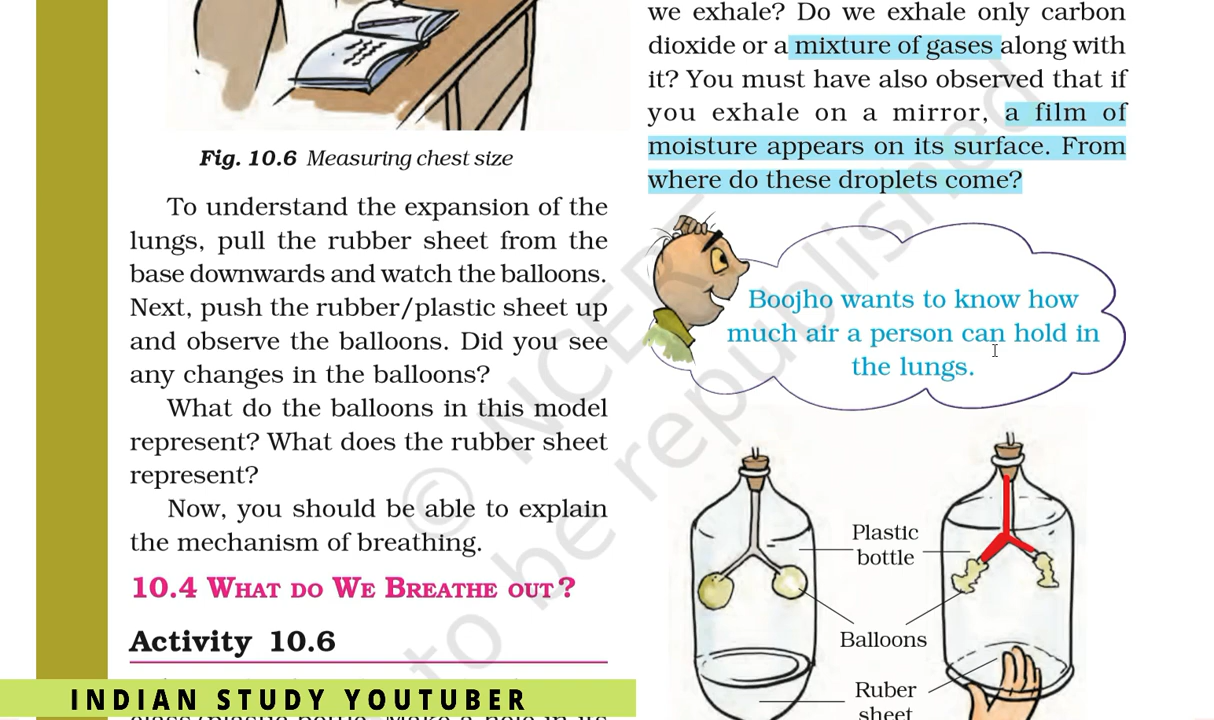 Fig. 10.6 Measuring chest size
To understand the expansion of the
lungs, pull the rubber sheet from the
base downwards and watch the balloons.
Next, push the rubber/plastic sheet up
and observe the balloons. Did you see
any changes in the balloons?
What do the balloons in this model
represent? What does the rubber sheet
represent?
Now, you should be able to explain
the mechanism of breathing.
10.4 WHAT DO WE BREATHE OUT?
Activity 10.6
INDIAN STUDY YOUTUBER
we exhale? Do we exhale only carbon
dioxide or a mixture of gases along with
it? You must have also observed that if
you exhale on a mirror, a film of
moisture appears on its surface. From
where do these droplets come?
Boojho wants to know how
much air a person can hold in
the lungs.
Plastic
bottle
Balloons
Ruber
sheet
© NCERT
to be republished